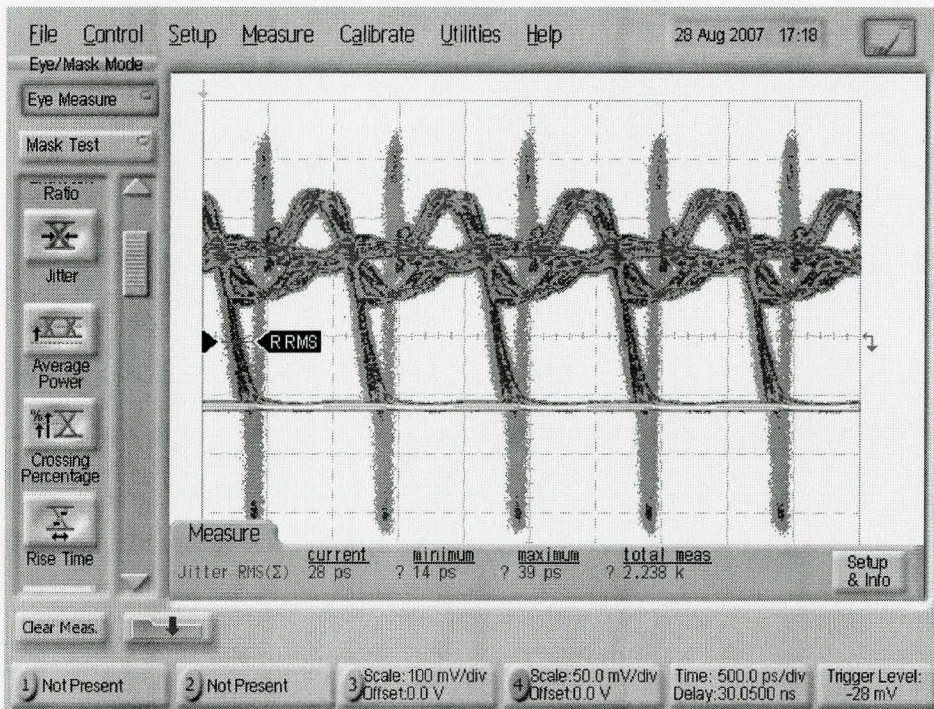 File Control Setup Measure Calibrate Utilities Help 28 Aug 2007 17:18
Eye/Mask Mode
Eye Measure
Mask Test
Ratio
Jitter
R RMS
Average
Power
Crossing
Percentage
Rise Time
Measure
current minimum maximum total meas
Jitter RMS(Σ) 28 ps ? 14 ps ? 39 ps ? 2.238 k
Setup
& Info
Clear Meas.
1 Not Present
2 Not Present
3 Scale:100 mV/div
Offset:0.0 V
4 Scale:50.0 mV/div
Offset:0.0 V
Time: 500.0 ps/div
Delay:30.0500 ns
Trigger Level:
-28 mV